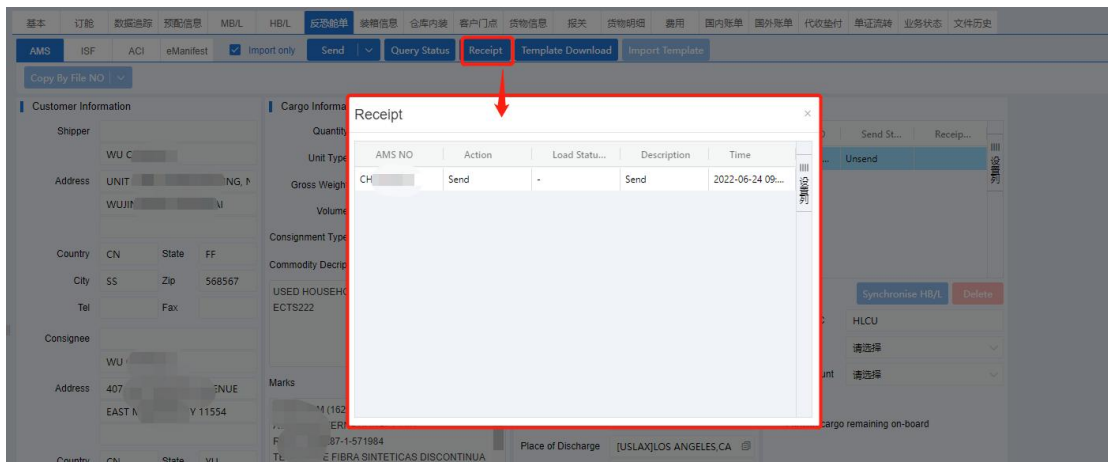 基本 订舱 数据追踪 预配信息 MB/L HB/L 反恐舱单 装箱信息 仓库内装 客户门点 货物信息 报关 货物明细 费用 国内账单 国外账单 代收垫付 单证流转 业务状态 文件历史
AMS ISF ACI eManifest Import only Send Query Status Receipt Template Download Import Template
Copy By File NO
Customer Information
Cargo Informa
Receipt
Shipper
Quantity
Send St... Receip...
WU C
Unit Type
AMS NO Action Load Statu... Description Time
Unsend
设置列
Address UNIT NG, N
Gross Weigh
CH Send - Send 2022-06-24 09:...
设置列
WUJIN
Volume
Consignment Type
Country CN State FF
Commodity Decrip
City SS Zip 568567
USED HOUSEHO
Synchronise HB/L Delete
Tel Fax
ECTS222
HLCU
Consignee
请选择
WU
unt 请选择
Address 407 ENUE
Marks
EAST Y 11554
M (162
cargo remaining on-board
87-1-571984
Place of Discharge [USLAX]LOS ANGELES,CA
Country CN State
E FIBRA SINTETICAS DISCONTINUA